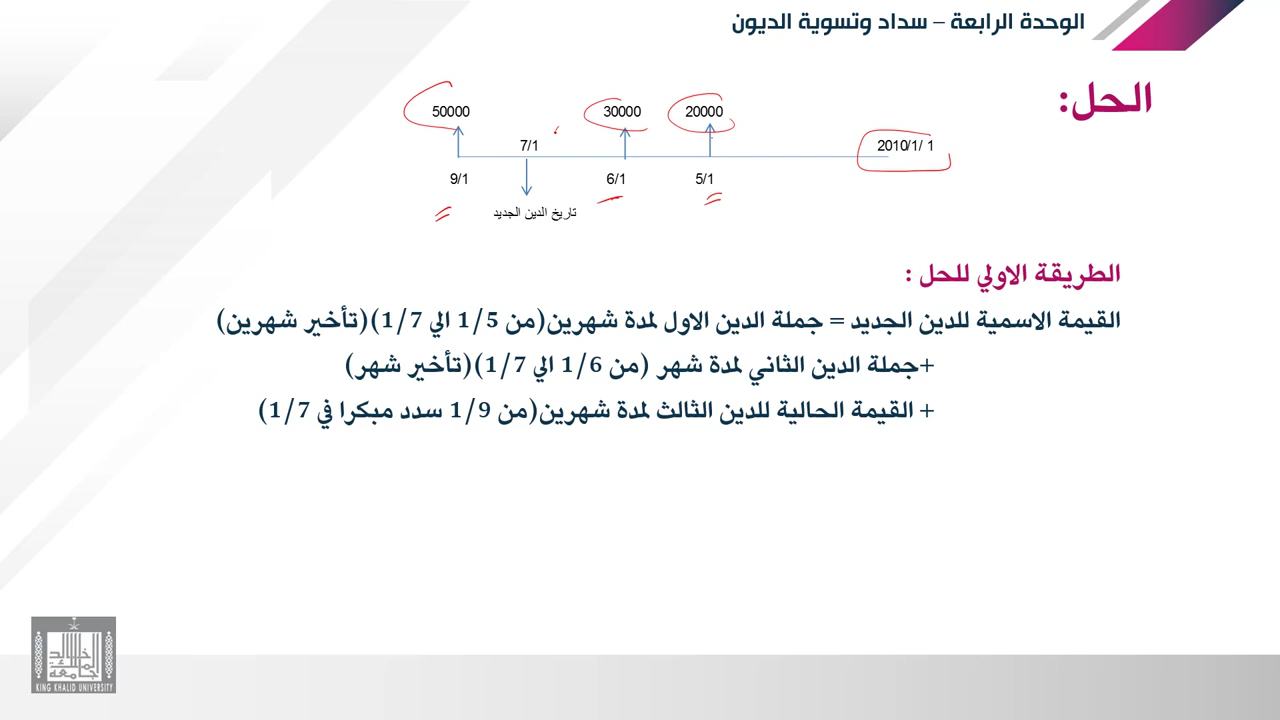 الوحدة الرابعة – سداد وتسوية الديون
الحل:
50000 30000 20000
7/1 2010/1/ 1
9/1 6/1 5/1
تاريخ الدين الجديد
الطريقة الاولي للحل :
القيمة الاسمية للدين الجديد = جملة الدين الاول لمدة شهرين(من 1/5 الي 1/7)(تأخير شهرين)
+جملة الدين الثاني لمدة شهر (من 1/6 الي 1/7)(تأخير شهر)
+ القيمة الحالية للدين الثالث لمدة شهرين(من 1/9 سدد مبكرا في 1/7)
جامعة الملك خالد
KING KHALID UNIVERSITY